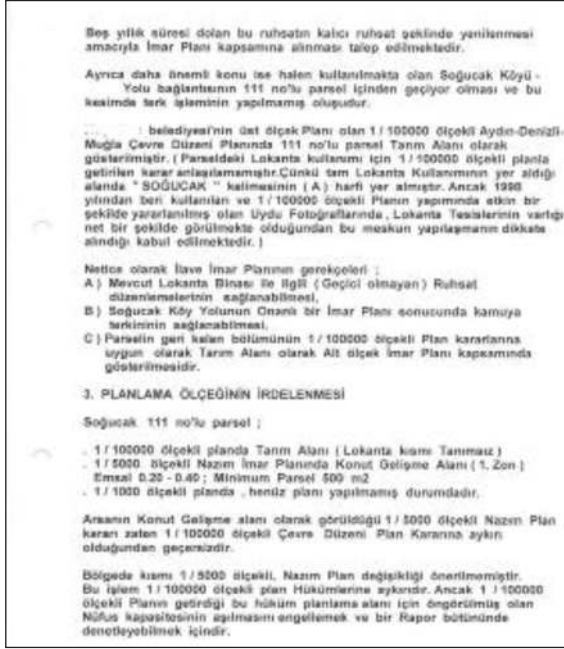 Beş yıllık süresi dolan bu ruhsatın kalıcı ruhsat şeklinde yenilenmesi
amacıyla İmar Planı kapsamına alınması talep edilmektedir.
Ayrıca daha önemli konu ise halen kullanılmakta olan Soğucak Köyü -
Yolu bağlantısının 111 no'lu parsel içinden geçiyor olması ve bu
kesimde terk işleminin yapılmamış oluşudur.
: belediyesi'nin üst ölçek Planı olan 1 / 100000 ölçekli Aydın-Denizli-
Muğla Çevre Düzeni Planında 111 no'lu parsel Tarım Alanı olarak
gösterilmiştir. ( Parseldeki Lokanta kullanımı için 1 / 100000 ölçekli planla
getirilen karar anlaşılamamıştır.Çünkü tam Lokanta Kullanımının yer aldığı
alanda " SOĞUCAK " kelimesinin ( A ) harfi yer almıştır. Ancak 1998
yılından beri kullanılan ve 1 / 100000 ölçekli Planın yapımında etkin bir
şekilde yararlanılmış olan Uydu Fotoğraflarında , Lokanta Tesislerinin varlığı
net bir şekilde görülmekte olduğundan bu meskun yapılaşmanın dikkate
alındığı kabul edilmektedir. )
Netice olarak İlave İmar Planının gerekçeleri ;
A ) Mevcut Lokanta Binası ile ilgili ( Geçici olmayan ) Ruhsat
düzenlemelerinin sağlanabilmesi,
B ) Soğucak Köy Yolunun Onanlı bir İmar Planı sonucunda kamuya
terkininin sağlanabilmesi,
C ) Parselin geri kalan bölümünün 1 / 100000 ölçekli Plan kararlarına
uygun olarak Tarım Alanı olarak Alt ölçek İmar Planı kapsamında
gösterilmesidir.
3. PLANLAMA ÖLÇEĞİNİN İRDELENMESİ
Soğucak 111 no'lu parsel ;
. 1 / 100000 ölçekli planda Tarım Alanı ( Lokanta kısmı Tanımsız )
. 1 / 5000 ölçekli Nazım İmar Planında Konut Gelişme Alanı ( 1. Zon )
Emsal 0.20 - 0.40 ; Minimum Parsel 500 m2
. 1 / 1000 ölçekli planda , henüz planı yapılmamış durumdadır.
Arsanın Konut Gelişme alanı olarak görüldüğü 1 / 5000 ölçekli Nazım Plan
kararı zaten 1 / 100000 ölçekli Çevre Düzeni Plan Kararına aykırı
olduğundan geçersizdir.
Bölgede kısmı 1 / 5000 ölçekli, Nazım Plan değişikliği önerilmemiştir.
Bu işlem 1 / 100000 ölçekli plan Hükümlerine aykırıdır. Ancak 1 / 100000
ölçekli Planın getirdiği bu hüküm planlama alanı için öngörülmüş olan
Nüfus kapasitesinin aşılmasını engellemek ve bir Rapor bütününde
denetleyebilmek içindir.